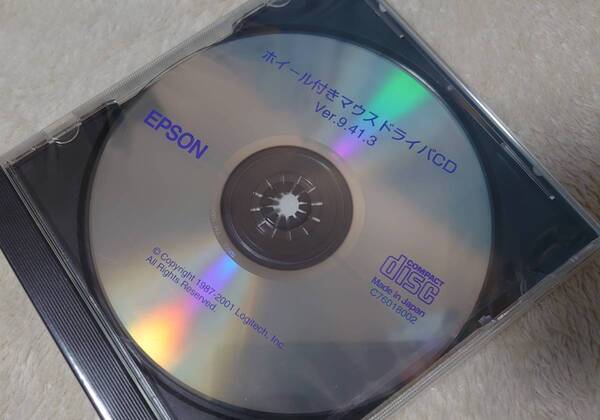 ホイール付きマウスドライバCD
Ver.9.41.3
EPSON
© Copyright 1987-2001 Logitech, Inc.
All Rights Reserved.
COMPACT
disc
Made in Japan
C76018002